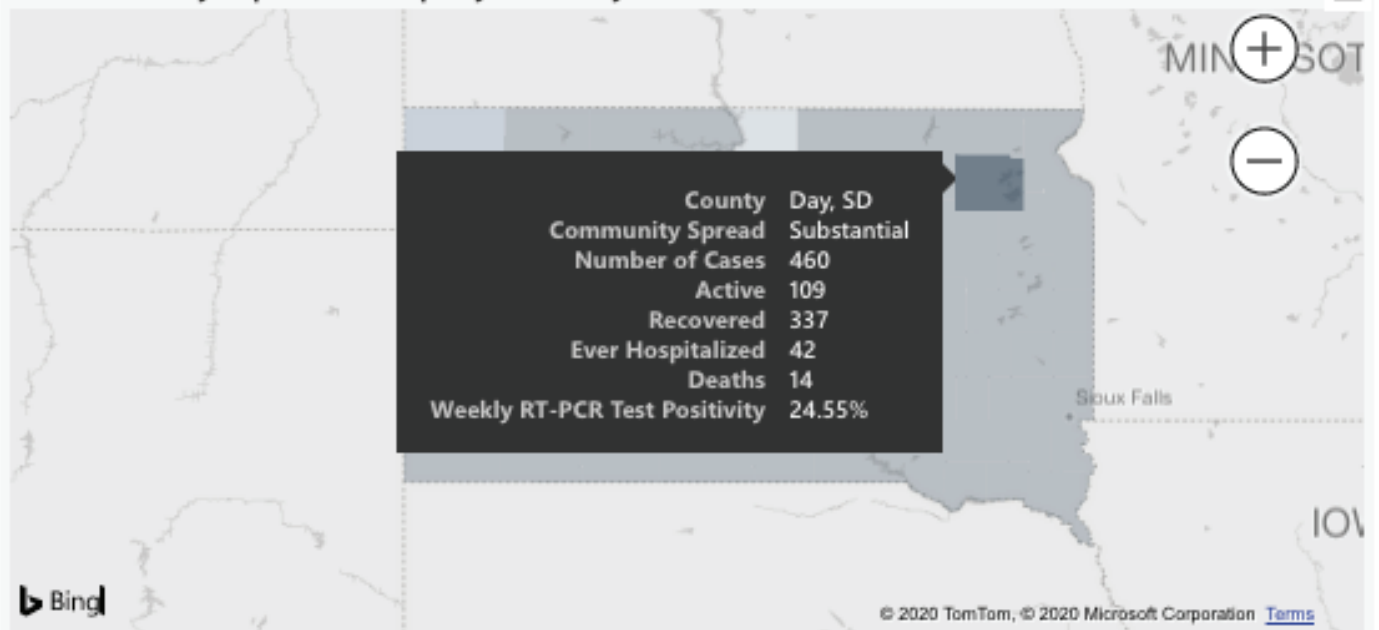 MIN SOT
County Day, SD
Community Spread Substantial
Number of Cases 460
Active 109
Recovered 337
Ever Hospitalized 42
Deaths 14
Weekly RT-PCR Test Positivity 24.55%
Sioux Falls
IOV
Bing
© 2020 TomTom, © 2020 Microsoft Corporation Terms